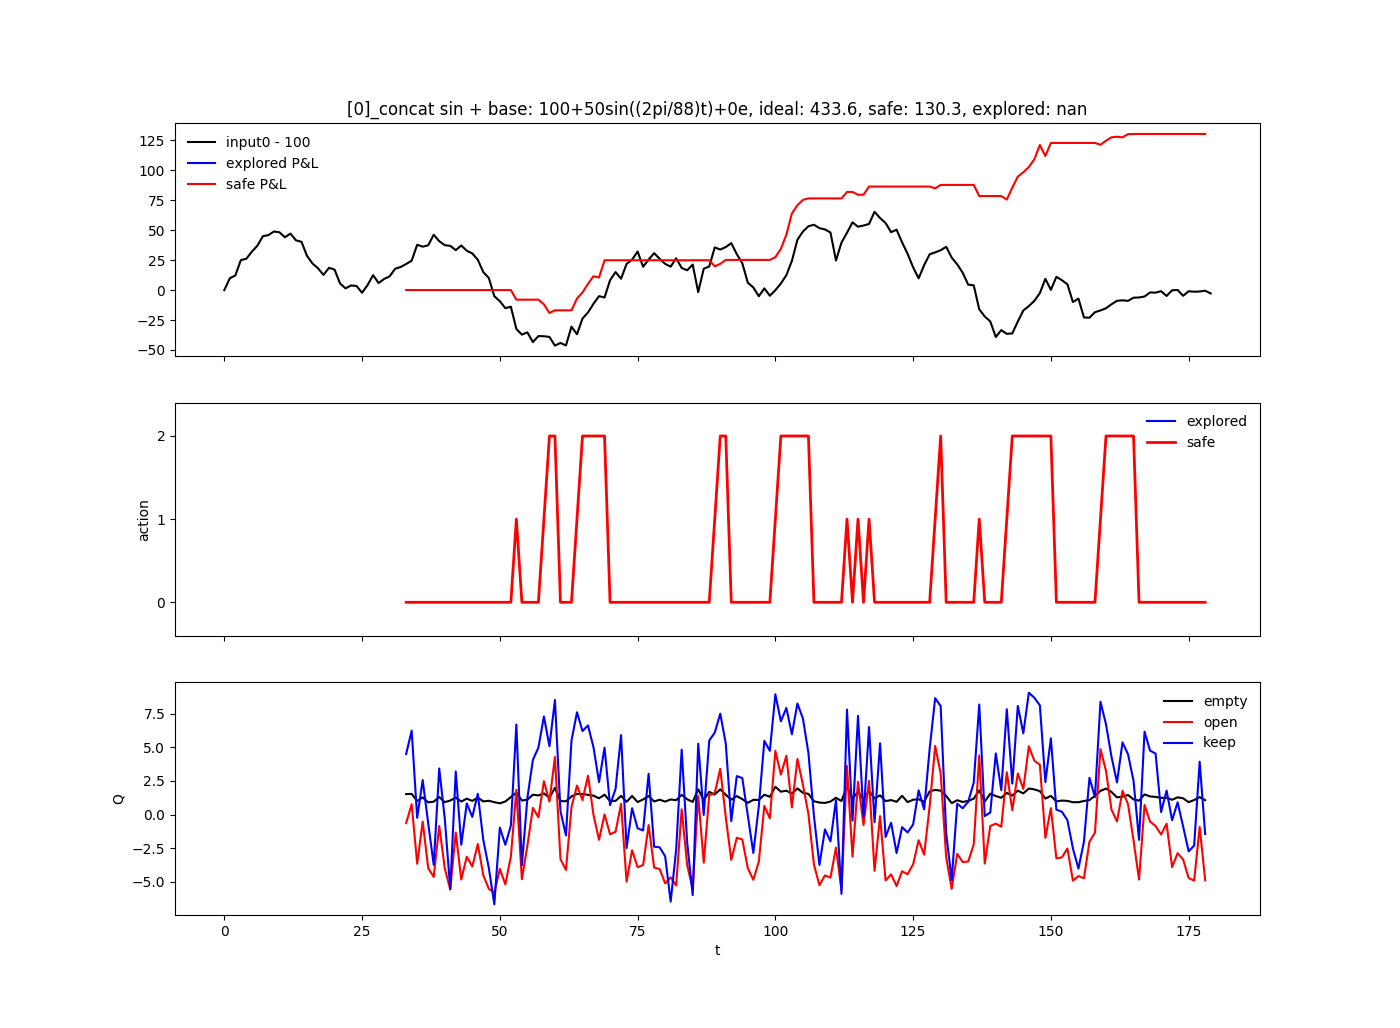 [0]_concat sin + base: 100+50sin((2pi/88)t)+0e, ideal: 433.6, safe: 130.3, explored: nan
125
100
75
50
25
0
−25
−50
input0 - 100
explored P&L
safe P&L
2
1
0
action
explored
safe
7.5
5.0
2.5
0.0
−2.5
−5.0
Q
empty
open
keep
0
25
50
75
100
125
150
175
t